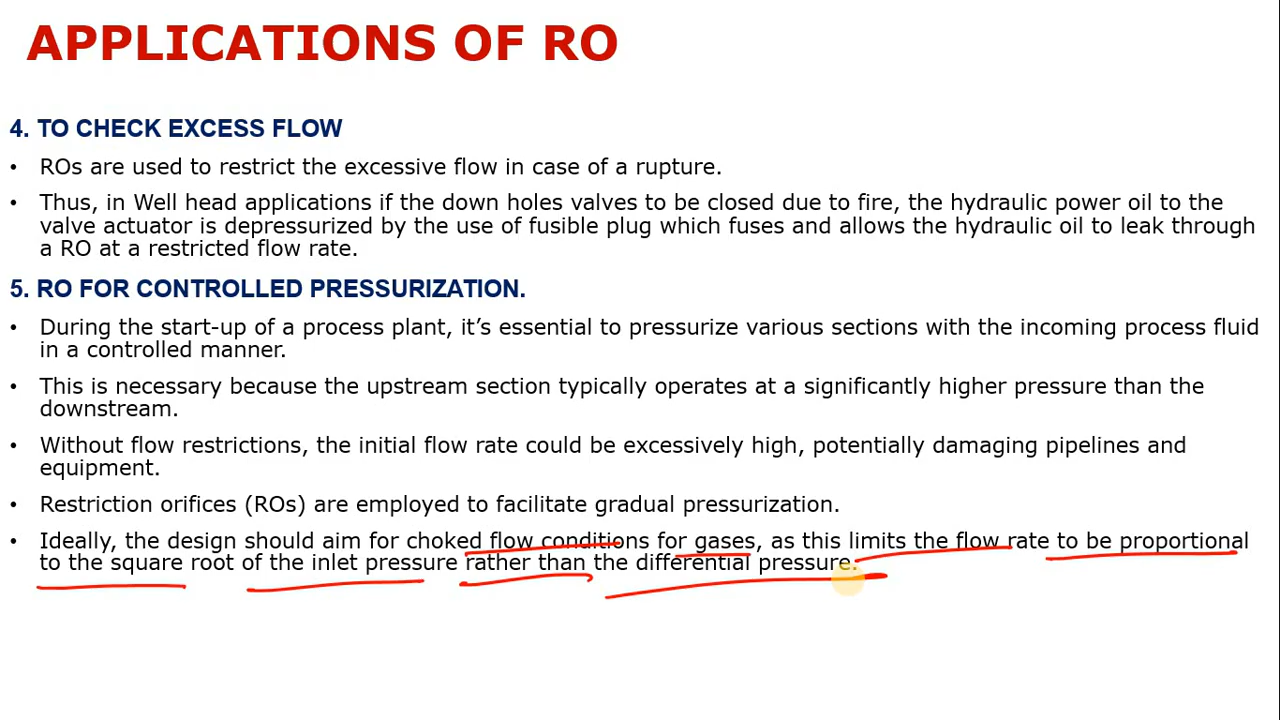 APPLICATIONS OF RO
4. TO CHECK EXCESS FLOW
• ROs are used to restrict the excessive flow in case of a rupture.
• Thus, in Well head applications if the down holes valves to be closed due to fire, the hydraulic power oil to the
valve actuator is depressurized by the use of fusible plug which fuses and allows the hydraulic oil to leak through
a RO at a restricted flow rate.
5. RO FOR CONTROLLED PRESSURIZATION.
• During the start-up of a process plant, it’s essential to pressurize various sections with the incoming process fluid
in a controlled manner.
• This is necessary because the upstream section typically operates at a significantly higher pressure than the
downstream.
• Without flow restrictions, the initial flow rate could be excessively high, potentially damaging pipelines and
equipment.
• Restriction orifices (ROs) are employed to facilitate gradual pressurization.
• Ideally, the design should aim for choked flow conditions for gases, as this limits the flow rate to be proportional
to the square root of the inlet pressure rather than the differential pressure.